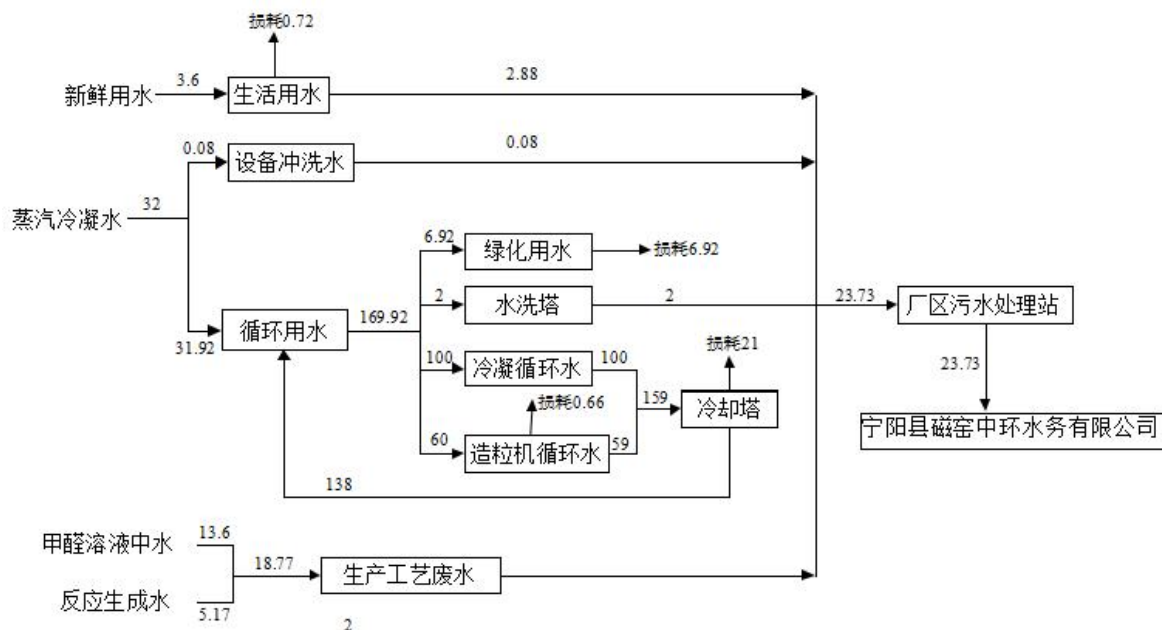 损耗0.72
3.6
2.88
新鲜用水
生活用水
0.08
设备冲洗水
0.08
32
蒸汽冷凝水
6.92
绿化用水
损耗6.92
2
水洗塔
2
23.73
厂区污水处理站
169.92
循环用水
31.92
损耗21
100
冷凝循环水
100
23.73
损耗0.66
159
冷却塔
宁阳县磁窑中环水务有限公司
60
造粒机循环水
59
138
13.6
甲醛溶液中水
18.77
生产工艺废水
反应生成水
5.17
2